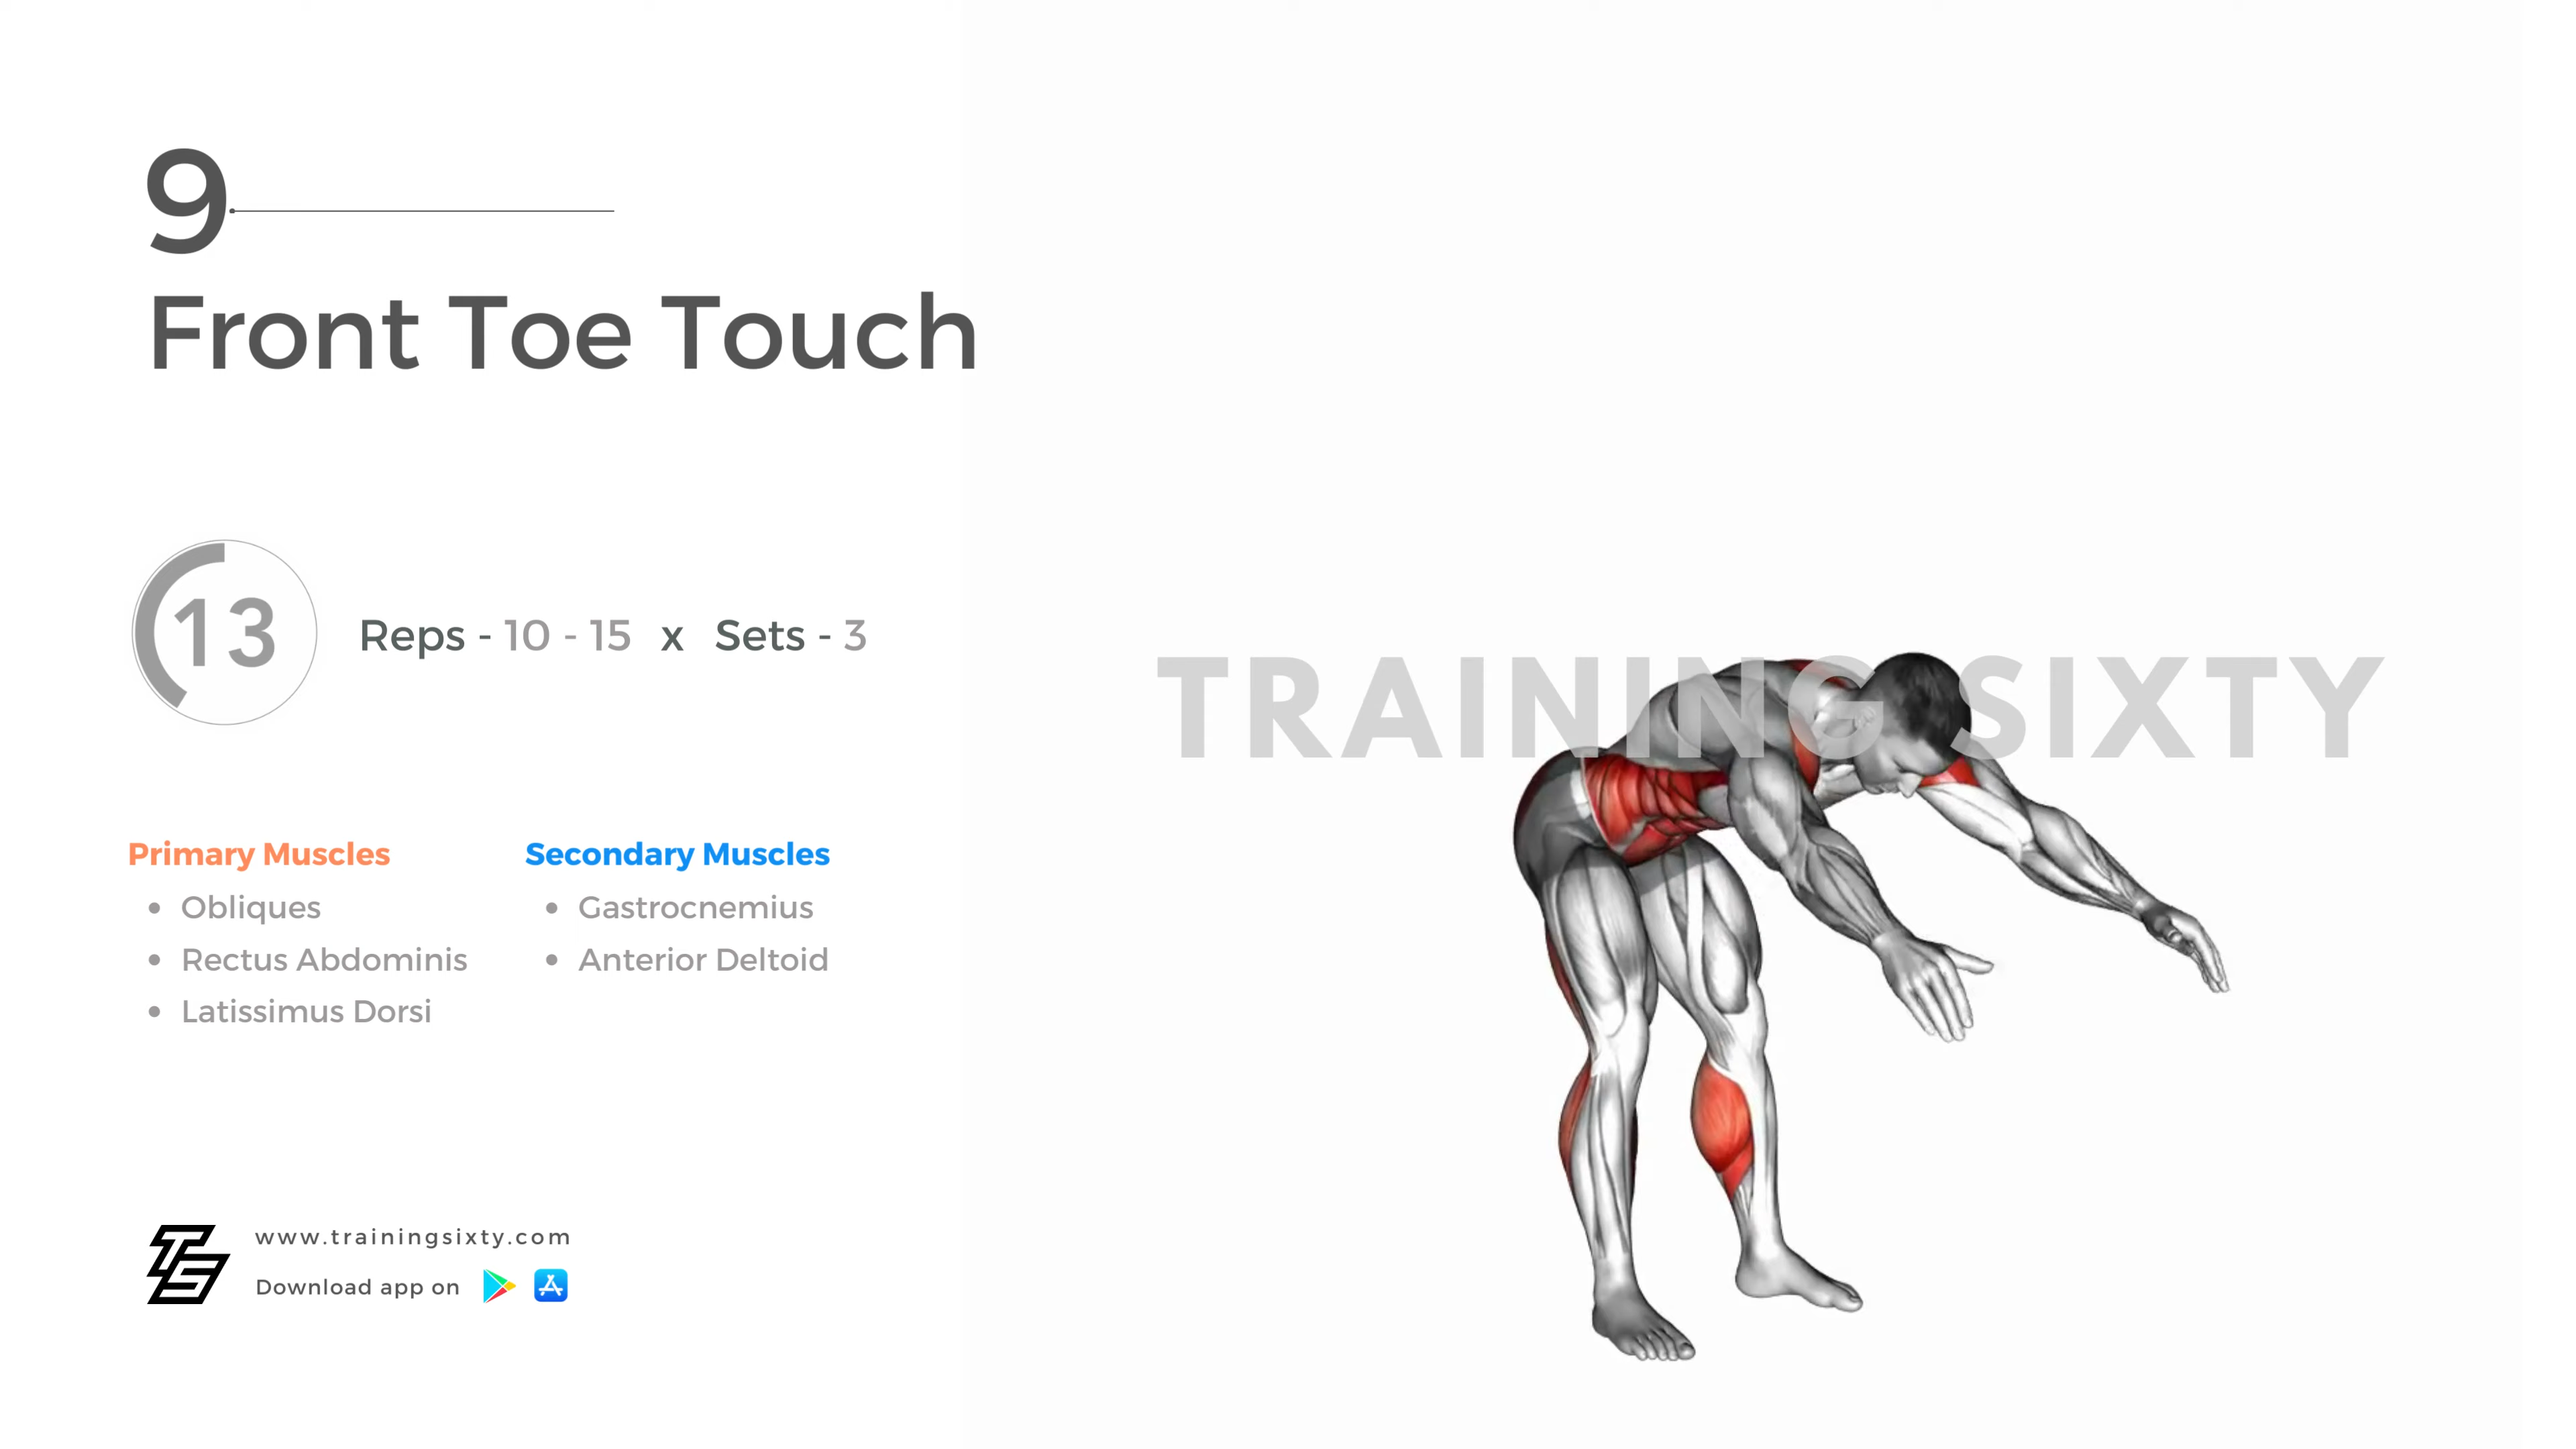 9
Front Toe Touch
13
Reps - 10 - 15 x Sets - 3
Primary Muscles
• Obliques
• Rectus Abdominis
• Latissimus Dorsi
Secondary Muscles
• Gastrocnemius
• Anterior Deltoid
TRAINING SIXTY
TS
www.trainingsixty.com
Download app on